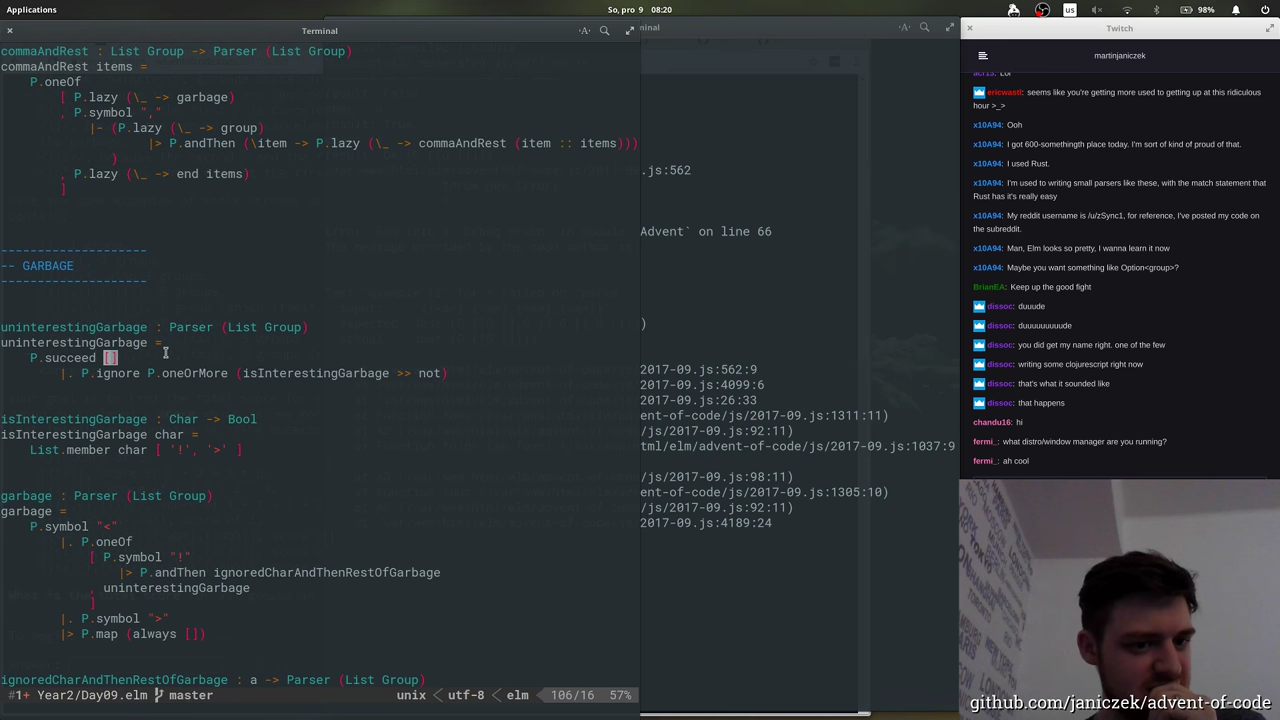 Applications
So, pro 9 08:20
us
98%
Terminal
commaAndRest : List Group -> Parser (List Group)
commaAndRest items =
P.oneOf
[ P.lazy (\_ -> garbage)
, P.symbol ","
|- (P.lazy (\_ -> group)
|> P.andThen (\item -> P.lazy (\_ -> commaAndRest (item :: items)))
)
, P.lazy (\_ -> end items)
]
--------------------
-- GARBAGE
--------------------
uninterestingGarbage : Parser (List Group)
uninterestingGarbage =
P.succeed []
|. P.ignore P.oneOrMore (isInterestingGarbage >> not)
isInterestingGarbage : Char -> Bool
isInterestingGarbage char =
List.member char [ '!', '>' ]
garbage : Parser (List Group)
garbage =
P.symbol "<"
|. P.oneOf
[ P.symbol "!"
|> P.andThen ignoredCharAndThenRestOfGarbage
, uninterestingGarbage
]
|. P.symbol ">"
|> P.map (always [])
ignoredCharAndThenRestOfGarbage : a -> Parser (List Group)
#1+ Year2/Day09.elm master
unix < utf-8 < elm 106/16 57%
minal
.js:562
Advent` on line 66
)
2017-09.js:562:9
2017-09.js:4099:6
2017-09.js:26:33
ent-of-code/js/2017-09.js:1311:11)
/js/2017-09.js:92:11)
tml/elm/advent-of-code/js/2017-09.js:1037:9
/js/2017-09.js:98:11)
ent-of-code/js/2017-09.js:1305:10)
/js/2017-09.js:92:11)
2017-09.js:4189:24
Twitch
martinjaniczek
acr13: Lol
ericwastl: seems like you're getting more used to getting up at this ridiculous
hour >_>
x10A94: Ooh
x10A94: I got 600-somethingth place today. I'm sort of kind of proud of that.
x10A94: I used Rust.
x10A94: I'm used to writing small parsers like these, with the match statement that
Rust has it's really easy
x10A94: My reddit username is /u/zSync1, for reference, I've posted my code on
the subreddit.
x10A94: Man, Elm looks so pretty, I wanna learn it now
x10A94: Maybe you want something like Option<group>?
BrianEA: Keep up the good fight
dissoc: duuude
dissoc: duuuuuuuude
dissoc: you did get my name right. one of the few
dissoc: writing some clojurescript right now
dissoc: that's what it sounded like
dissoc: that happens
chandu16: hi
fermi_: what distro/window manager are you running?
fermi_: ah cool
github.com/janiczek/advent-of-code